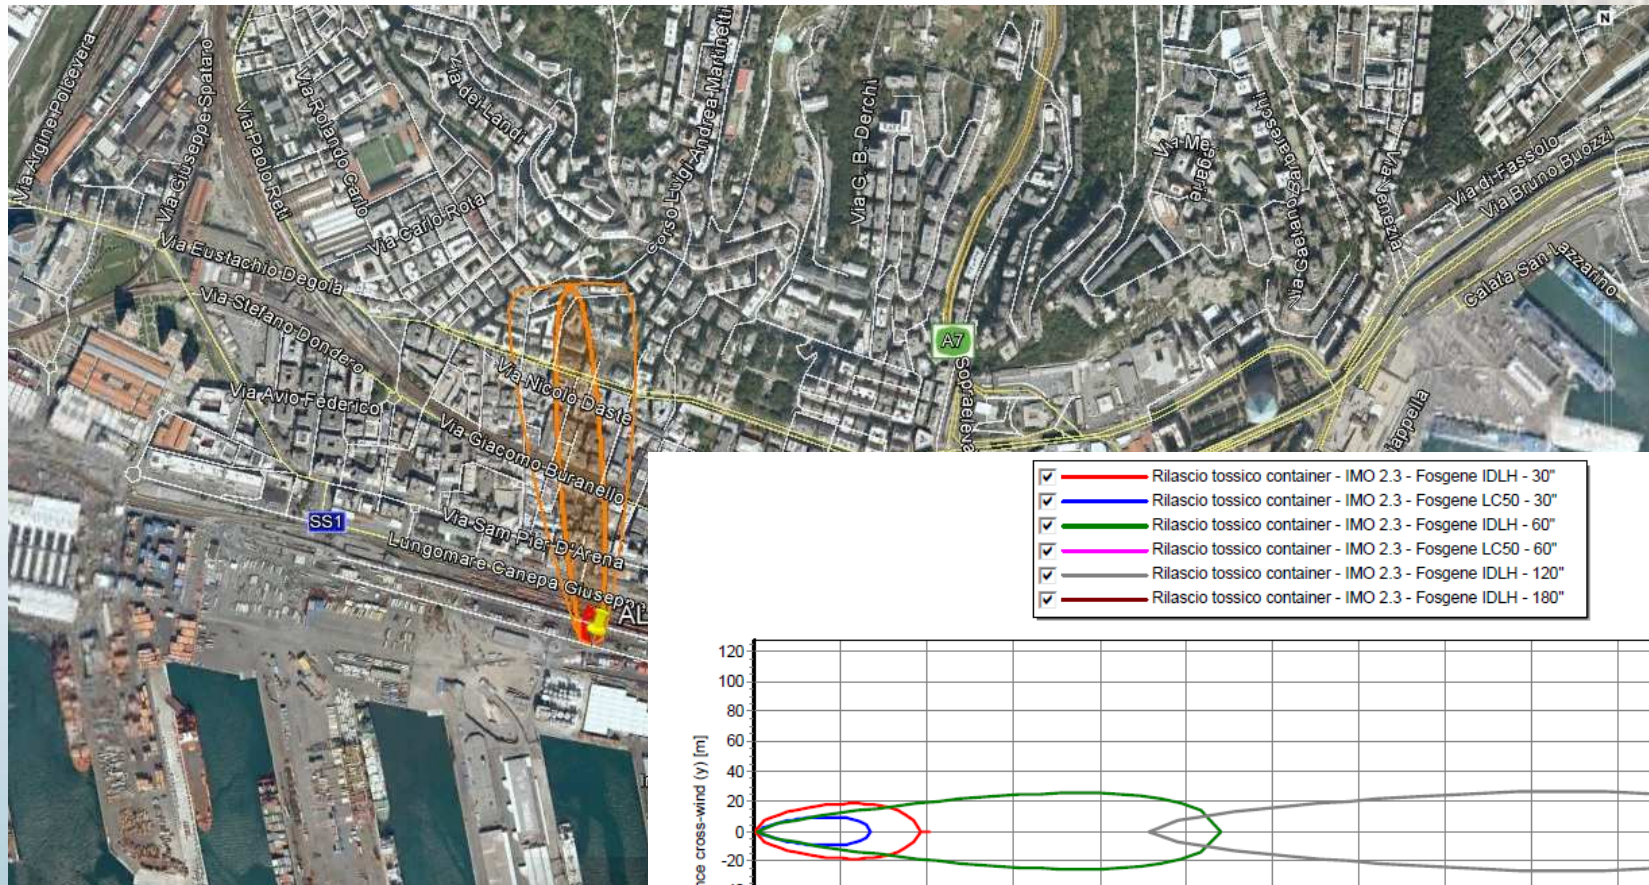 N
Via Argine Polcevera
Via Giuseppe Spataro
Via Paolo Reti
Via Rolando Carlo
Via dei Landi
Via Carlo Rota
Corso Luigi Andrea Martinetti
Via G. B. Derchi
Via Gaetano Zabareschi
Via Venezia
Via di Fassolo
Via Bruno Buozzi
Calata San Lazzarino
Via Eustachio Degola
Via Stefano Dondero
Via Avio Federico
Via Nicolo Daste
Via Giacomo Buranello
Via Sam Pier D'Arena
Lungomare Canepa Giusep
SS1
A7
Sopraeleva
AL
Rilascio tossico container - IMO 2.3 - Fosgene IDLH - 30"
Rilascio tossico container - IMO 2.3 - Fosgene LC50 - 30"
Rilascio tossico container - IMO 2.3 - Fosgene IDLH - 60"
Rilascio tossico container - IMO 2.3 - Fosgene LC50 - 60"
Rilascio tossico container - IMO 2.3 - Fosgene IDLH - 120"
Rilascio tossico container - IMO 2.3 - Fosgene IDLH - 180"
120
100
80
60
40
20
0
-20
nce cross-wind (y) [m]